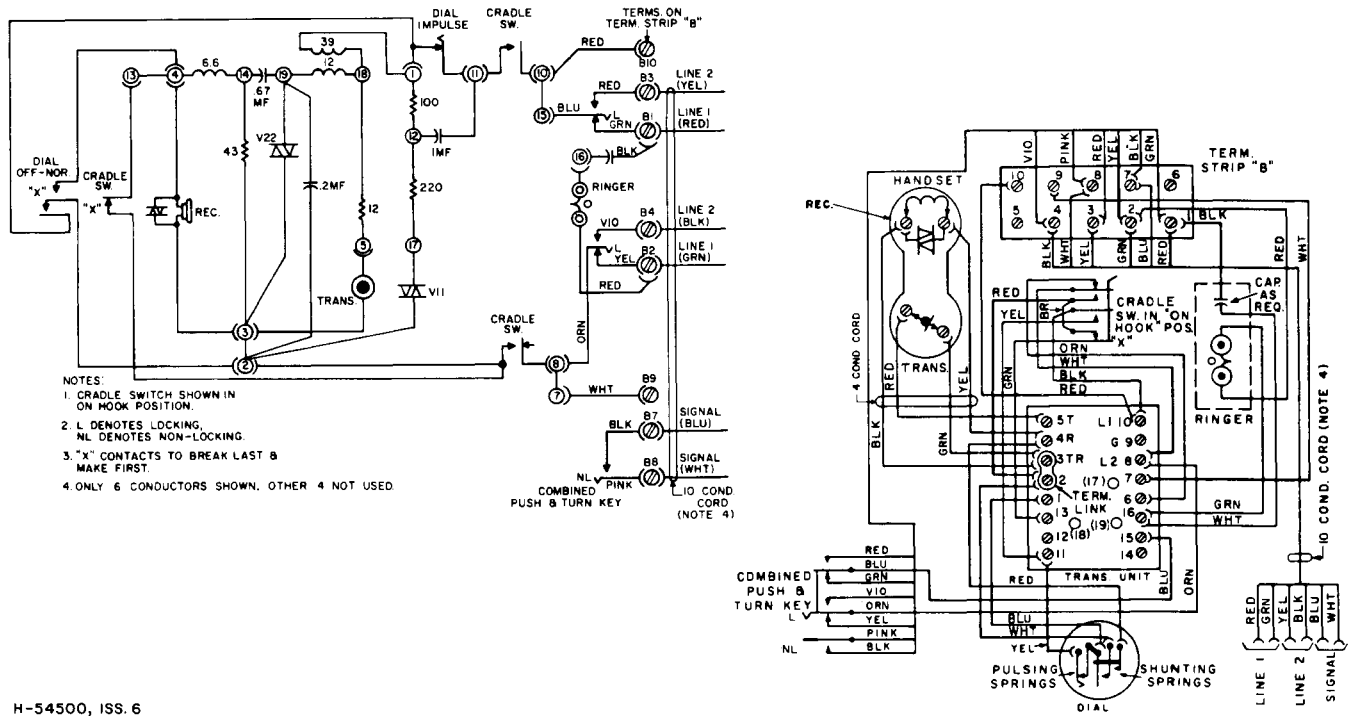 DIAL IMPULSE
CRADLE SW.
TERMS. ON TERM. STRIP "B"
39
12
RED
B10
13
4
6.6
14
.67 MF
19
18
1
11
10
RED
B3
LINE 2 (YEL)
100
15
BLU
L
GRN
B1
LINE 1 (RED)
12
1MF
16
BLK
V22
43
DIAL OFF-NOR
"X"
CRADLE SW.
"X"
.2MF
220
RINGER
REC.
12
VIO
B4
LINE 2 (BLK)
5
17
L
YEL
B2
LINE 1 (GRN)
RED
TRANS.
V11
ORN
3
CRADLE SW.
2
8
7
WHT
B9
BLK
B7
SIGNAL (BLU)
NL
PINK
B8
SIGNAL (WHT)
COMBINED PUSH & TURN KEY
10 COND. CORD (NOTE 4)
NOTES:
1. CRADLE SWITCH SHOWN IN
ON HOOK POSITION.
2. L DENOTES LOCKING,
NL DENOTES NON-LOCKING.
3. "X" CONTACTS TO BREAK LAST &
MAKE FIRST.
4. ONLY 6 CONDUCTORS SHOWN. OTHER 4 NOT USED.
VIO
PINK
RED
YEL
BLK
GRN
TERM. STRIP "B"
10
9
8
7
6
5
4
3
2
BLK
BLK
WHT
YEL
GRN
BLU
RED
RED
WHT
HANDSET
REC.
TRANS.
RED
YEL
BR
CRADLE
SW. IN "ON
HOOK" POS.
"X"
CAP. AS REQ.
RINGER
ORN
WHT
BLK
RED
4 COND CORD
RED
YEL
BLK
GRN
GRN
5T
L1 10
4R
G 9
3TR
L2 8
2
(17)
7
TERM. LINK
1
6
13
(18)
(19)
16
12
15
11
14
TRANS. UNIT
GRN
WHT
BLU
ORN
10 COND. CORD (NOTE 4)
COMBINED
PUSH &
TURN KEY
L
NL
RED
BLU
GRN
VIO
ORN
YEL
PINK
BLK
RED
BLU
WHT
YEL
PULSING SPRINGS
SHUNTING SPRINGS
DIAL
RED
GRN
YEL
BLK
BLU
WHT
LINE 1
LINE 2
SIGNAL
H-54500, ISS. 6